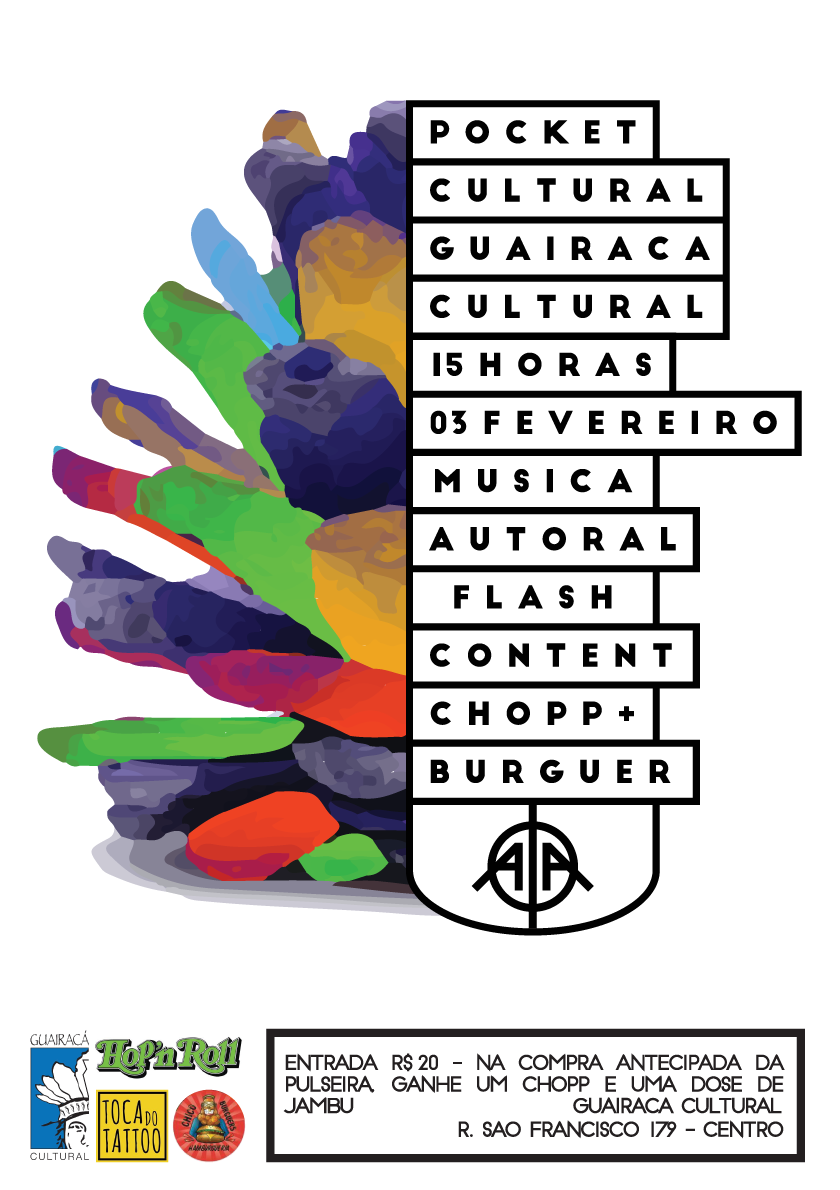 POCKET
CULTURAL
GUAIRACA
CULTURAL
15 HORAS
03 FEVEREIRO
MUSICA
AUTORAL
FLASH
CONTENT
CHOPP+
BURGUER
GUAIRACÁ
CULTURAL
Hop'n Roll
TOCA DO
TATTOO
HAMBURGUERIA
ENTRADA R$ 20 - NA COMPRA ANTECIPADA DA
PULSEIRA, GANHE UM CHOPP E UMA DOSE DE
JAMBU GUAIRACA CULTURAL
R. SAO FRANCISCO 179 - CENTRO